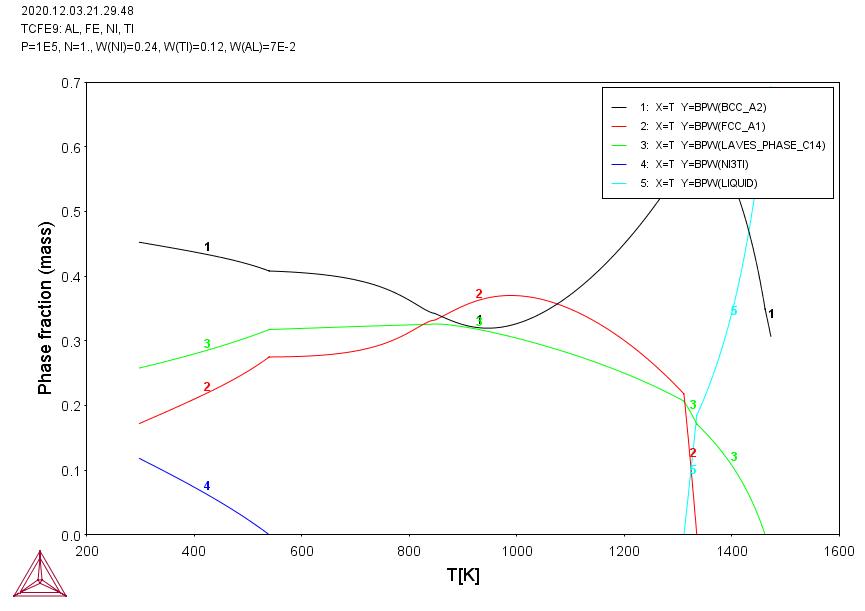 2020.12.03.21.29.48
TCFE9: AL, FE, NI, TI
P=1E5, N=1., W(NI)=0.24, W(TI)=0.12, W(AL)=7E-2
0.7
0.6
0.5
0.4
0.3
0.2
0.1
0.0
Phase fraction (mass)
1: X=T Y=BPW(BCC_A2)
2: X=T Y=BPW(FCC_A1)
3: X=T Y=BPW(LAVES_PHASE_C14)
4: X=T Y=BPW(NI3TI)
5: X=T Y=BPW(LIQUID)
1
3
2
4
2
1
3
5
1
3
2
5
3
200 400 600 800 1000 1200 1400 1600
T[K]